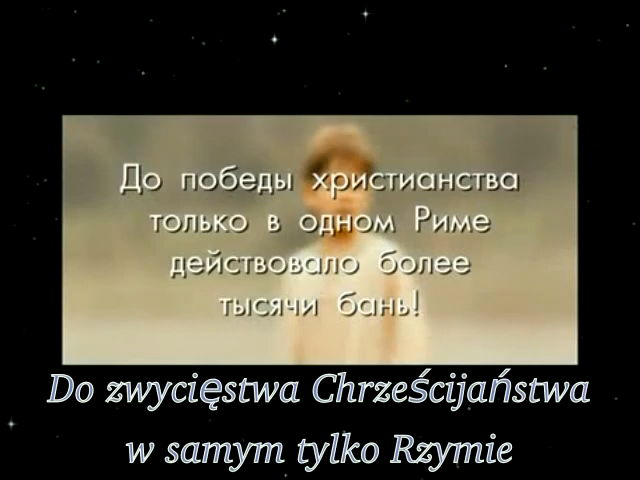 До победы христианства
только в одном Риме
действовало более
тысячи бань!
Do zwycięstwa Chrześcijaństwa
w samym tylko Rzymie